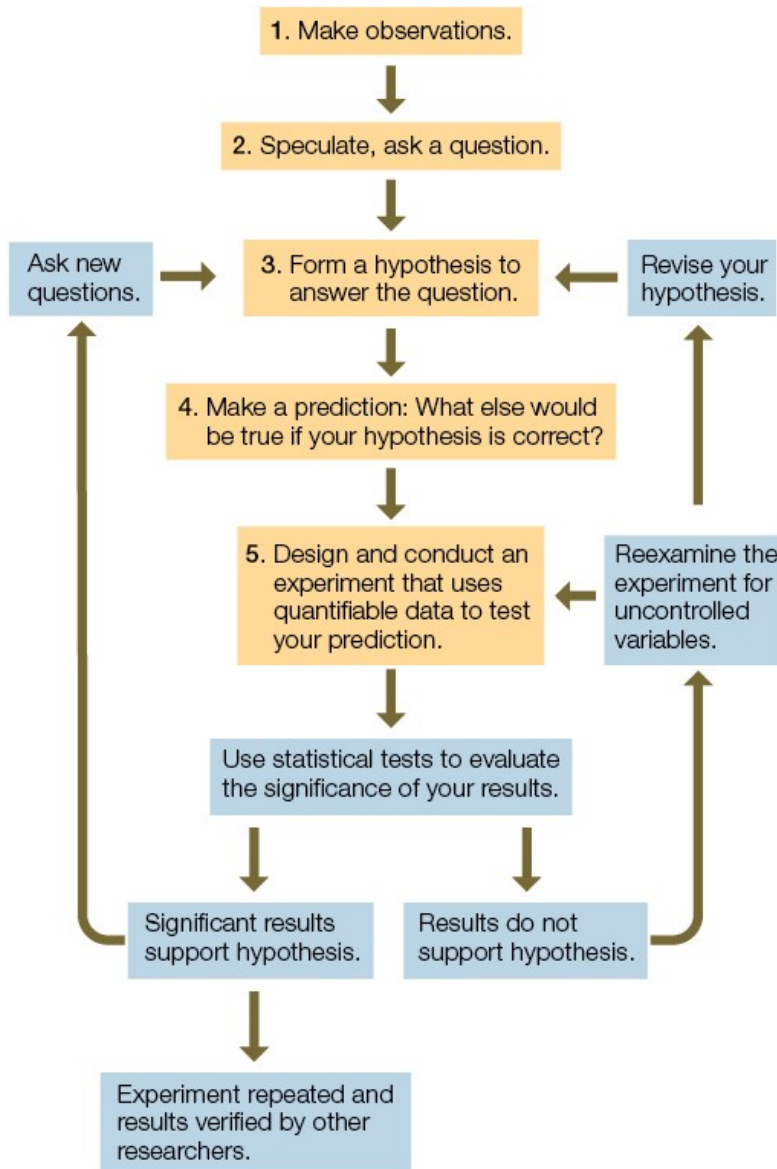 1. Make observations.
2. Speculate, ask a question.
Ask new
questions.
3. Form a hypothesis to
answer the question.
Revise your
hypothesis.
4. Make a prediction: What else would
be true if your hypothesis is correct?
5. Design and conduct an
experiment that uses
quantifiable data to test
your prediction.
Reexamine the
experiment for
uncontrolled
variables.
Use statistical tests to evaluate
the significance of your results.
Significant results
support hypothesis.
Results do not
support hypothesis.
Experiment repeated and
results verified by other
researchers.